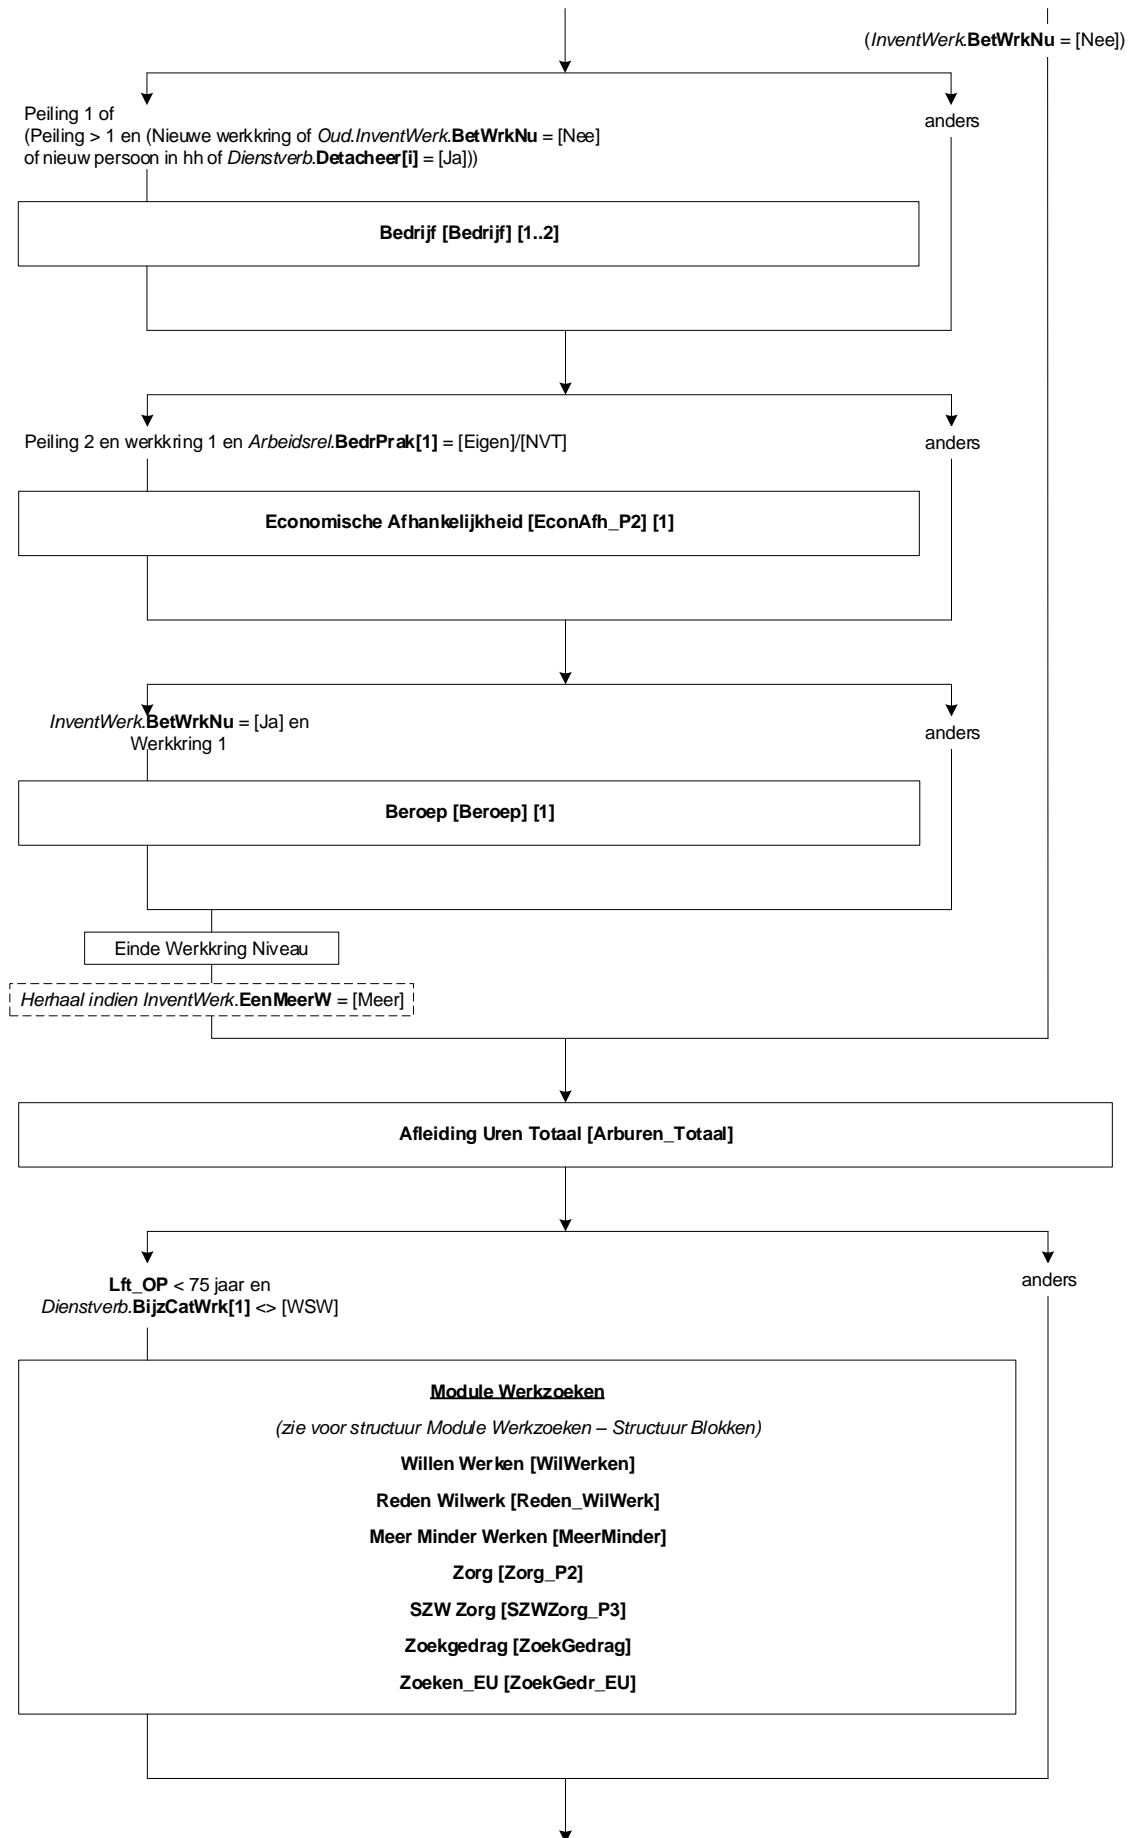 (InventWerk.BetWrkNu = [Nee])
Peiling 1 of
(Peiling > 1 en (Nieuwe werkkring of Oud.InventWerk.BetWrkNu = [Nee]
of nieuw persoon in hh of Dienstverb.Detacheer[i] = [Ja]))
anders
Bedrijf [Bedrijf] [1..2]
Peiling 2 en werkkring 1 en Arbeidsrel.BedrPrak[1] = [Eigen]/[NVT]
anders
Economische Afhankelijkheid [EconAfh_P2] [1]
InventWerk.BetWrkNu = [Ja] en
Werkkring 1
anders
Beroep [Beroep] [1]
Einde Werkkring Niveau
Herhaal indien InventWerk.EenMeerW = [Meer]
Afleiding Uren Totaal [Arburen_Totaal]
Lft_OP < 75 jaar en
Dienstverb.BijzCatWrk[1] <> [WSW]
anders
Module Werkzoeken
(zie voor structuur Module Werkzoeken – Structuur Blokken)
Willen Werken [WilWerken]
Reden Wilwerk [Reden_WilWerk]
Meer Minder Werken [MeerMinder]
Zorg [Zorg_P2]
SZW Zorg [SZWZorg_P3]
Zoekgedrag [ZoekGedrag]
Zoeken_EU [ZoekGedr_EU]